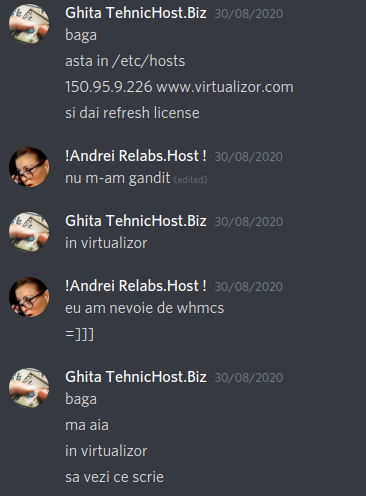 Ghita TehnicHost.Biz 30/08/2020
baga
asta in /etc/hosts
150.95.9.226 www.virtualizor.com
si dai refresh license
!Andrei Relabs.Host ! 30/08/2020
nu m-am gandit (edited)
Ghita TehnicHost.Biz 30/08/2020
in virtualizor
!Andrei Relabs.Host ! 30/08/2020
eu am nevoie de whmcs
=]]]
Ghita TehnicHost.Biz 30/08/2020
baga
ma aia
in virtualizor
sa vezi ce scrie